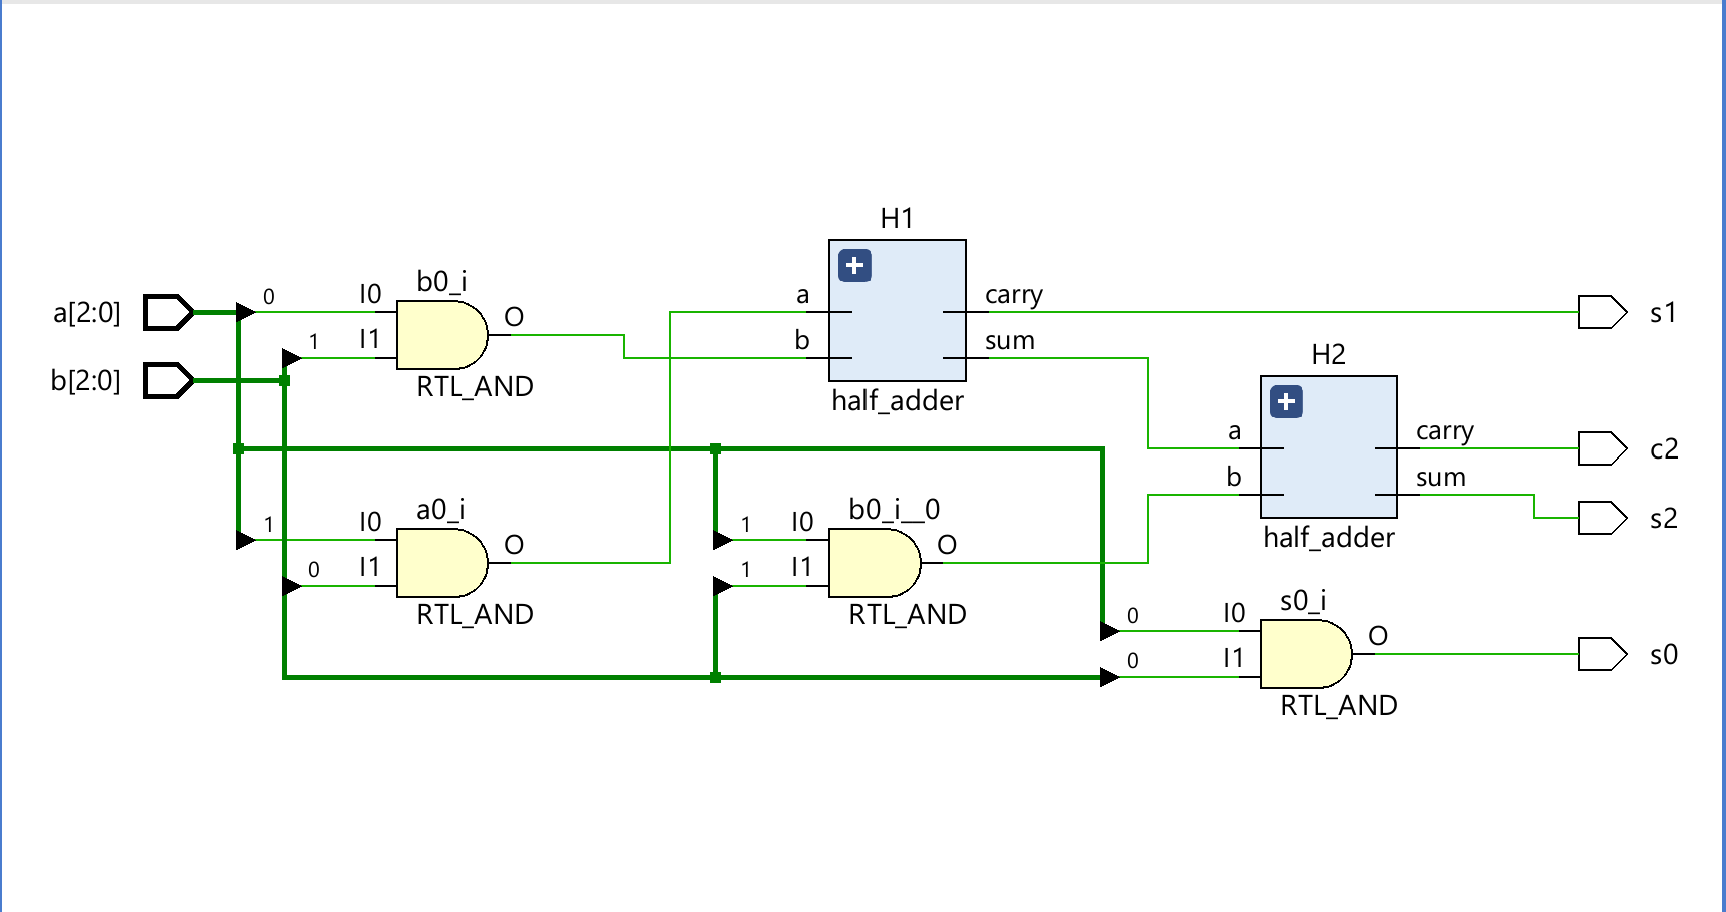 H1
b0_i
a[2:0]
0
I0
O
a
carry
s1
1
I1
b
sum
b[2:0]
RTL_AND
half_adder
H2
a
carry
c2
b
sum
s2
half_adder
a0_i
1
I0
O
0
I1
RTL_AND
b0_i__0
1
I0
O
1
I1
RTL_AND
s0_i
0
I0
O
s0
0
I1
RTL_AND